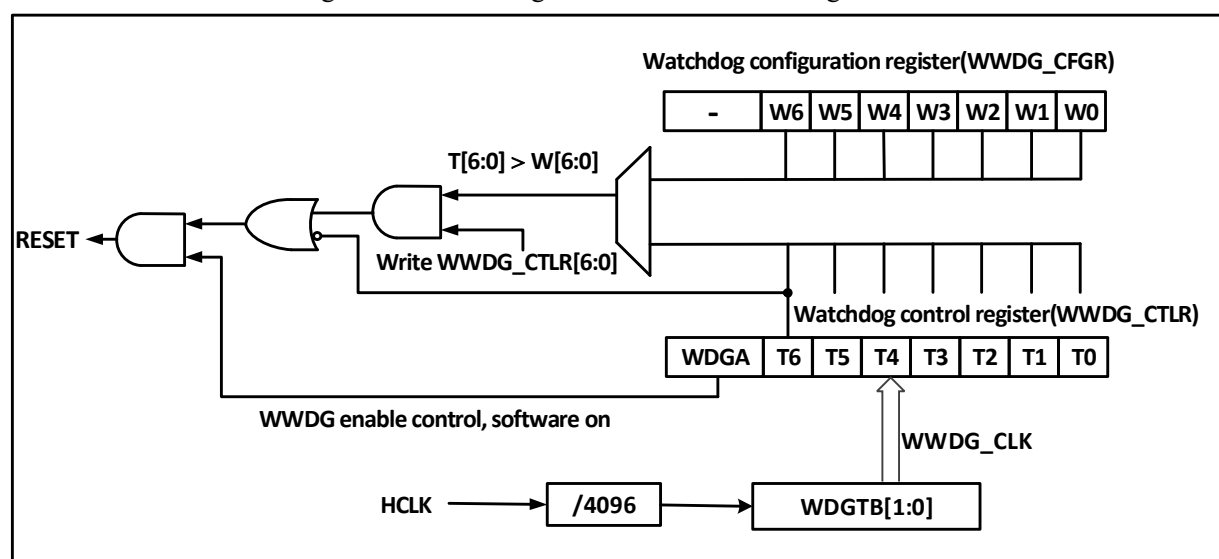 Watchdog configuration register(WWDG_CFGR)
- W6 W5 W4 W3 W2 W1 W0
T[6:0] > W[6:0]
RESET
Write WWDG_CTLR[6:0]
Watchdog control register(WWDG_CTLR)
WDGA T6 T5 T4 T3 T2 T1 T0
WWDG enable control, software on
WWDG_CLK
HCLK /4096 WDGTB[1:0]